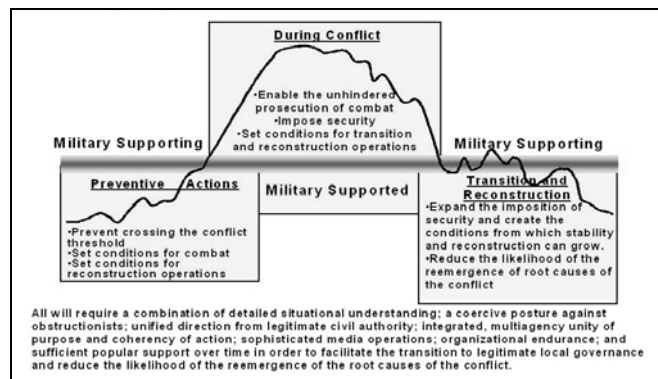 During Conflict
•Enable the unhindered
prosecution of combat
•Impose security
•Set conditions for transition
and reconstruction operations
Military Supporting
Military Supporting
Preventive Actions
•Prevent crossing the conflict
threshold
•Set conditions for combat
•Set conditions for
reconstruction operations
Military Supported
Transition and
Reconstruction
•Expand the imposition of
security and create the
conditions from which stability
and reconstruction can grow.
•Reduce the likelihood of the
reemergence of root causes of
the conflict
All will require a combination of detailed situational understanding; a coercive posture against
obstructionists; unified direction from legitimate civil authority; integrated, multiagency unity of
purpose and coherency of action; sophisticated media operations; organizational endurance; and
sufficient popular support over time in order to facilitate the transition to legitimate local governance
and reduce the likelihood of the reemergence of the root causes of the conflict.